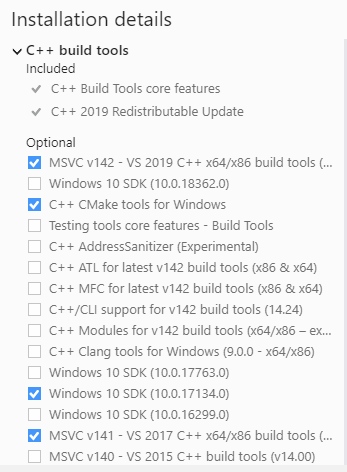 Installation details
C++ build tools
Included
C++ Build Tools core features
C++ 2019 Redistributable Update
Optional
MSVC v142 - VS 2019 C++ x64/x86 build tools (...
Windows 10 SDK (10.0.18362.0)
C++ CMake tools for Windows
Testing tools core features - Build Tools
C++ AddressSanitizer (Experimental)
C++ ATL for latest v142 build tools (x86 & x64)
C++ MFC for latest v142 build tools (x86 & x64)
C++/CLI support for v142 build tools (14.24)
C++ Modules for v142 build tools (x64/x86 – ex...
C++ Clang tools for Windows (9.0.0 - x64/x86)
Windows 10 SDK (10.0.17763.0)
Windows 10 SDK (10.0.17134.0)
Windows 10 SDK (10.0.16299.0)
MSVC v141 - VS 2017 C++ x64/x86 build tools (...
MSVC v140 - VS 2015 C++ build tools (v14.00)